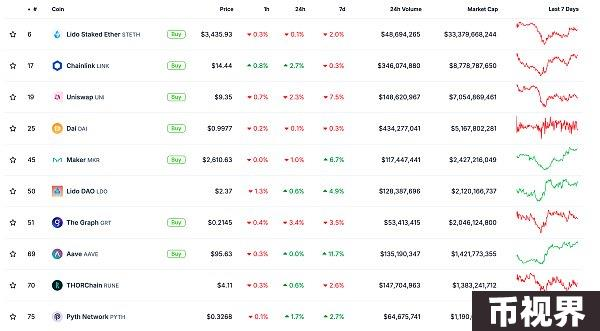 # Coin Price 1h 24h 7d 24h Volume Market Cap Last 7 Days
6 Lido Staked Ether STETH Buy $3,435.93 0.3% 0.1% 2.0% $48,694,265 $33,379,668,244
17 Chainlink LINK Buy $14.44 0.8% 2.7% 0.3% $346,074,880 $8,778,787,650
19 Uniswap UNI Buy $9.35 0.7% 2.3% 7.5% $148,620,967 $7,054,669,461
25 Dai DAI Buy $0.9977 0.2% 0.1% 0.3% $434,277,041 $5,167,802,281
45 Maker MKR Buy $2,610.63 0.0% 1.0% 6.7% $117,447,441 $2,427,216,049
50 Lido DAO LDO Buy $2.37 1.3% 0.6% 4.9% $128,387,696 $2,120,166,737
51 The Graph GRT Buy $0.2145 0.4% 3.4% 3.5% $53,413,415 $2,046,124,800
69 Aave AAVE Buy $95.63 0.3% 0.0% 11.7% $135,190,347 $1,421,773,355
70 THORChain RUNE $4.11 0.3% 0.6% 2.6% $147,704,963 $1,383,241,712
75 Pyth Network PYTH $0.3268 0.1% 1.7% 2.7% $64,675,741 $1,190
币视界